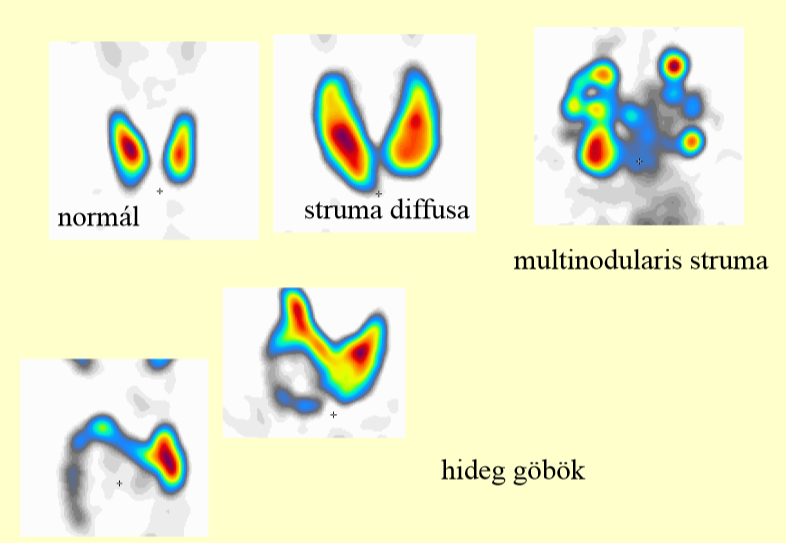 normál
struma diffusa
multinodularis struma
hideg göbök